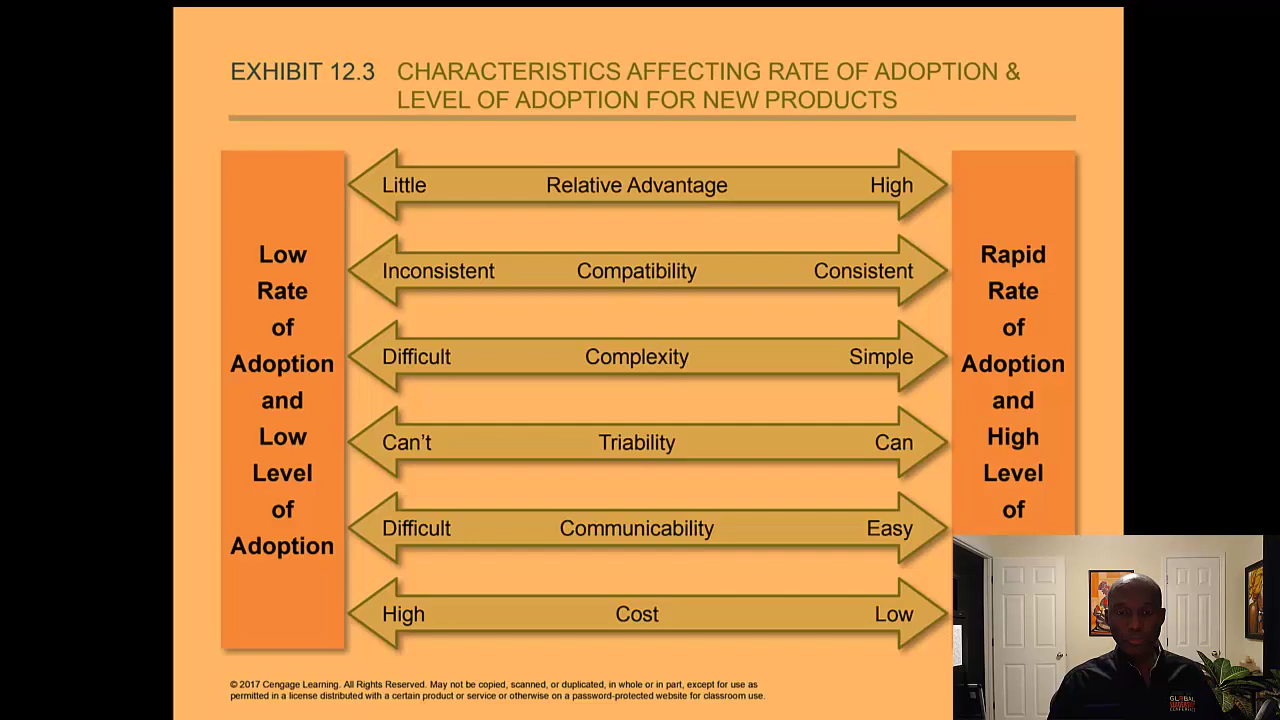 EXHIBIT 12.3 CHARACTERISTICS AFFECTING RATE OF ADOPTION &
LEVEL OF ADOPTION FOR NEW PRODUCTS
Low
Rate
of
Adoption
and
Low
Level
of
Adoption
Little Relative Advantage High
Inconsistent Compatibility Consistent
Difficult Complexity Simple
Can't Triability Can
Difficult Communicability Easy
High Cost Low
Rapid
Rate
of
Adoption
and
High
Level
of
© 2017 Cengage Learning. All Rights Reserved. May not be copied, scanned, or duplicated, in whole or in part, except for use as
permitted in a license distributed with a certain product or service or otherwise on a password-protected website for classroom use.
GLOBAL